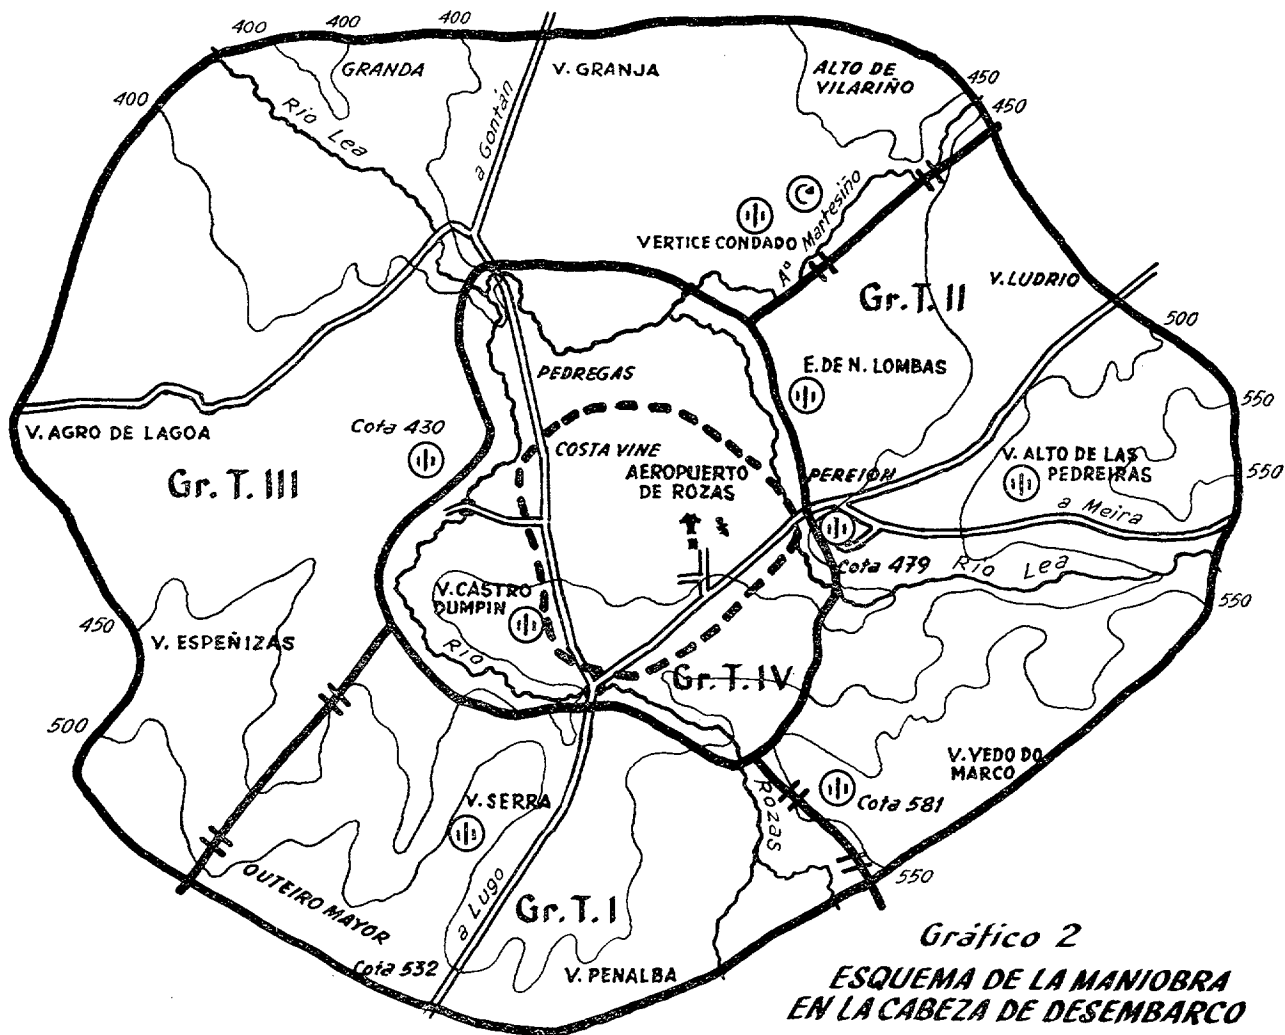 400
400
400
400
GRANDA
V. GRANJA
ALTO DE
VILARIÑO
450
450
Río Lea
a Gontán
VERTICE CONDADO
Aº Martesiño
Gr. T. II
V. LUDRIO
500
E. DE N. LOMBAS
PEDREGAS
550
V. AGRO DE LAGOA
Cota 430
COSTA VINE
AEROPUERTO
DE ROZAS
V. ALTO DE LAS
PEDREIRAS
550
Gr. T. III
a Meira
Cota 479
Río Lea
V. CASTRO
DUMPIN
550
450
V. ESPEÑIZAS
Río
Gr. T. IV
500
V. VEDO DO
MARCO
V. SERRA
Rozas
Cota 581
550
OUTEIRO MAYOR
a Lugo
Gr. T. I
Cota 532
V. PENALBA
Gráfico 2
ESQUEMA DE LA MANIOBRA
EN LA CABEZA DE DESEMBARCO